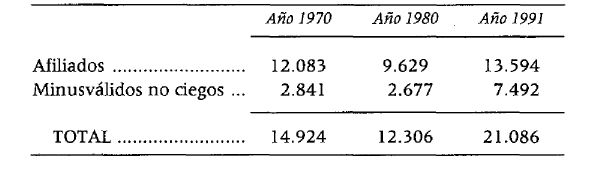 Año 1970 Año 1980 Año 1991
Afiliados .......................... 12.083 9.629 13.594
Minusválidos no ciegos ... 2.841 2.677 7.492
TOTAL ......................... 14.924 12.306 21.086